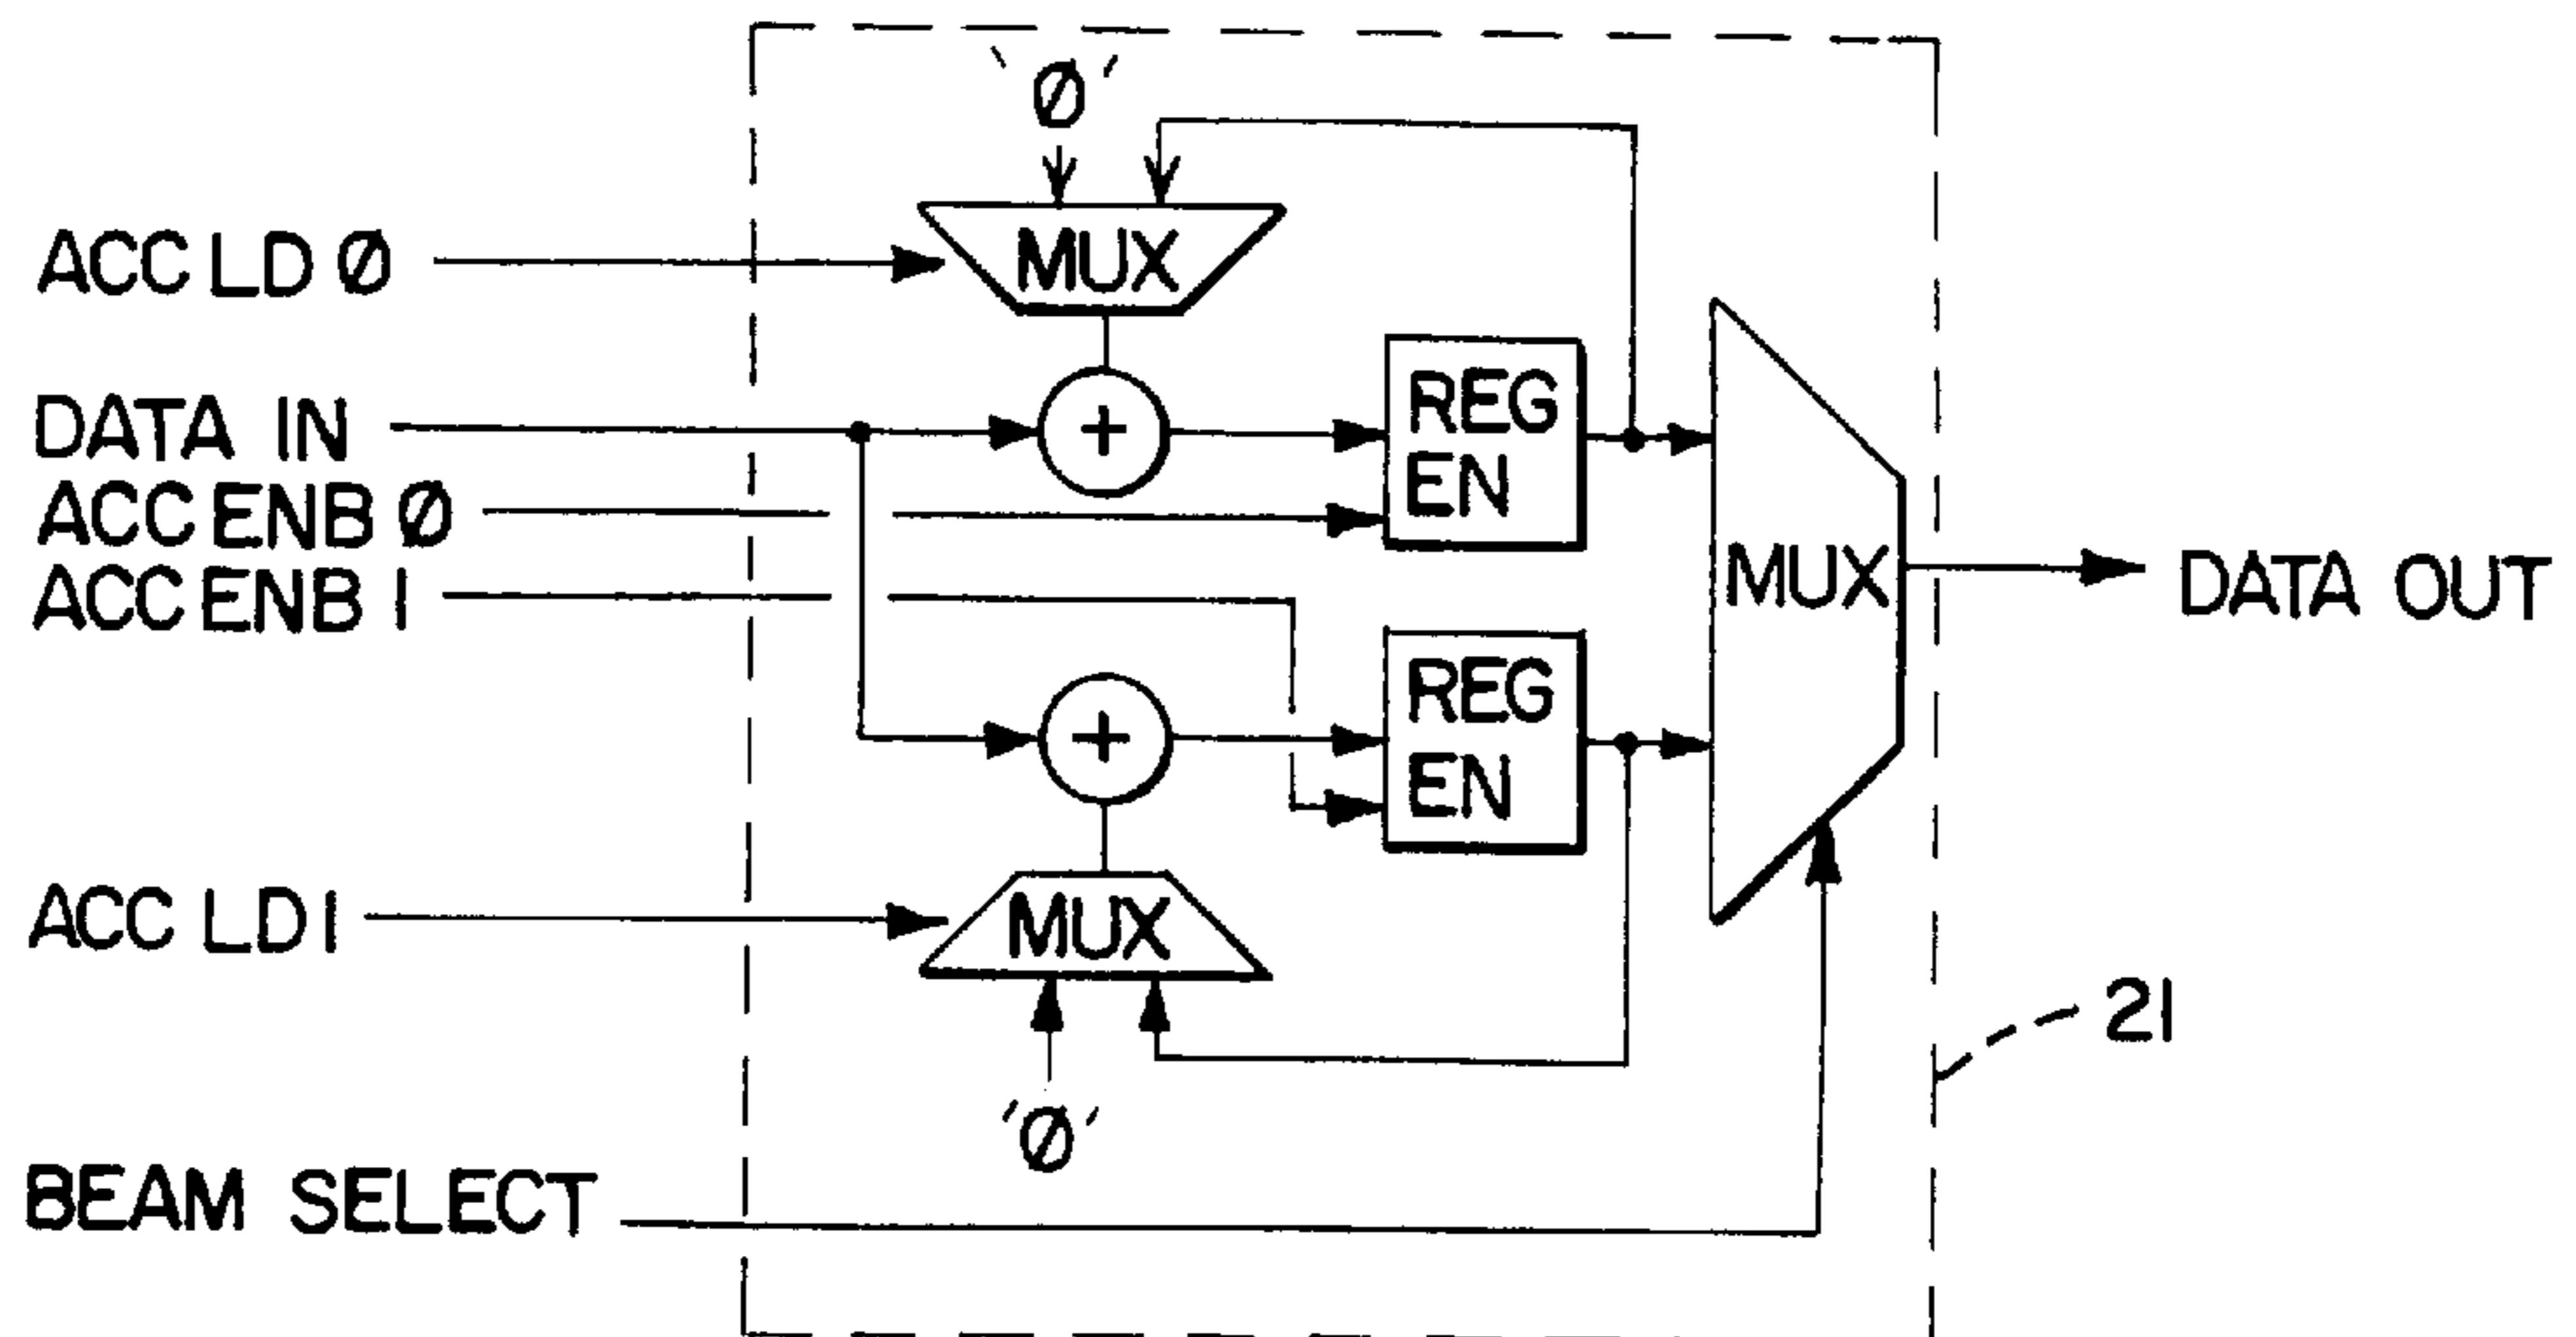 'Ø'
ACC LD Ø
MUX
DATA IN
+
REG
EN
ACC ENB Ø
ACC ENB 1
MUX
DATA OUT
+
REG
EN
ACC LD 1
MUX
21
'Ø'
BEAM SELECT